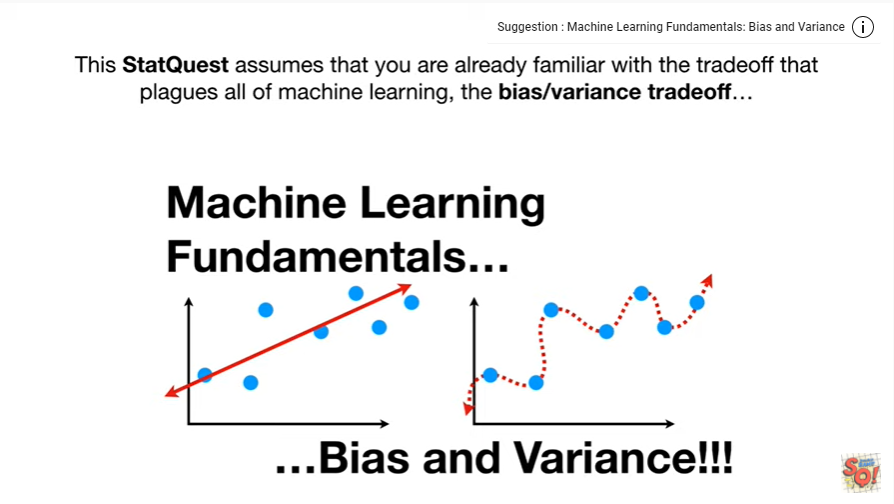 Suggestion : Machine Learning Fundamentals: Bias and Variance
This StatQuest assumes that you are already familiar with the tradeoff that
plagues all of machine learning, the bias/variance tradeoff…
Machine Learning
Fundamentals…
…Bias and Variance!!!
SQ!